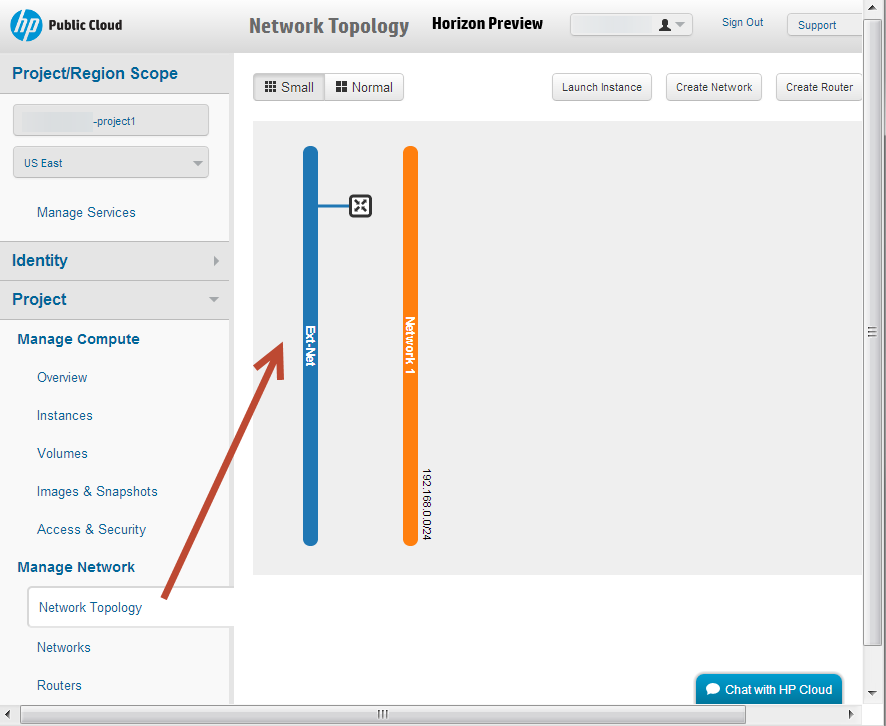 hp Public Cloud
Network Topology
Horizon Preview
Sign Out
Support
Project/Region Scope
-project1
US East
Manage Services
Identity
Project
Manage Compute
Overview
Instances
Volumes
Images & Snapshots
Access & Security
Manage Network
Network Topology
Networks
Routers
Small
Normal
Launch Instance
Create Network
Create Router
Ext-Net
Network 1
192.168.0.0/24
Chat with HP Cloud